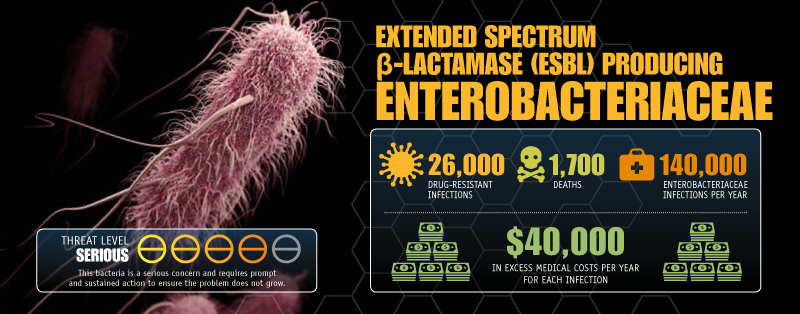 EXTENDED SPECTRUM
β-LACTAMASE (ESBL) PRODUCING
ENTEROBACTERIACEAE
26,000
DRUG-RESISTANT
INFECTIONS
1,700
DEATHS
140,000
ENTEROBACTERIACEAE
INFECTIONS PER YEAR
$40,000
IN EXCESS MEDICAL COSTS PER YEAR
FOR EACH INFECTION
THREAT LEVEL
SERIOUS
This bacteria is a serious concern and requires prompt
and sustained action to ensure the problem does not grow.